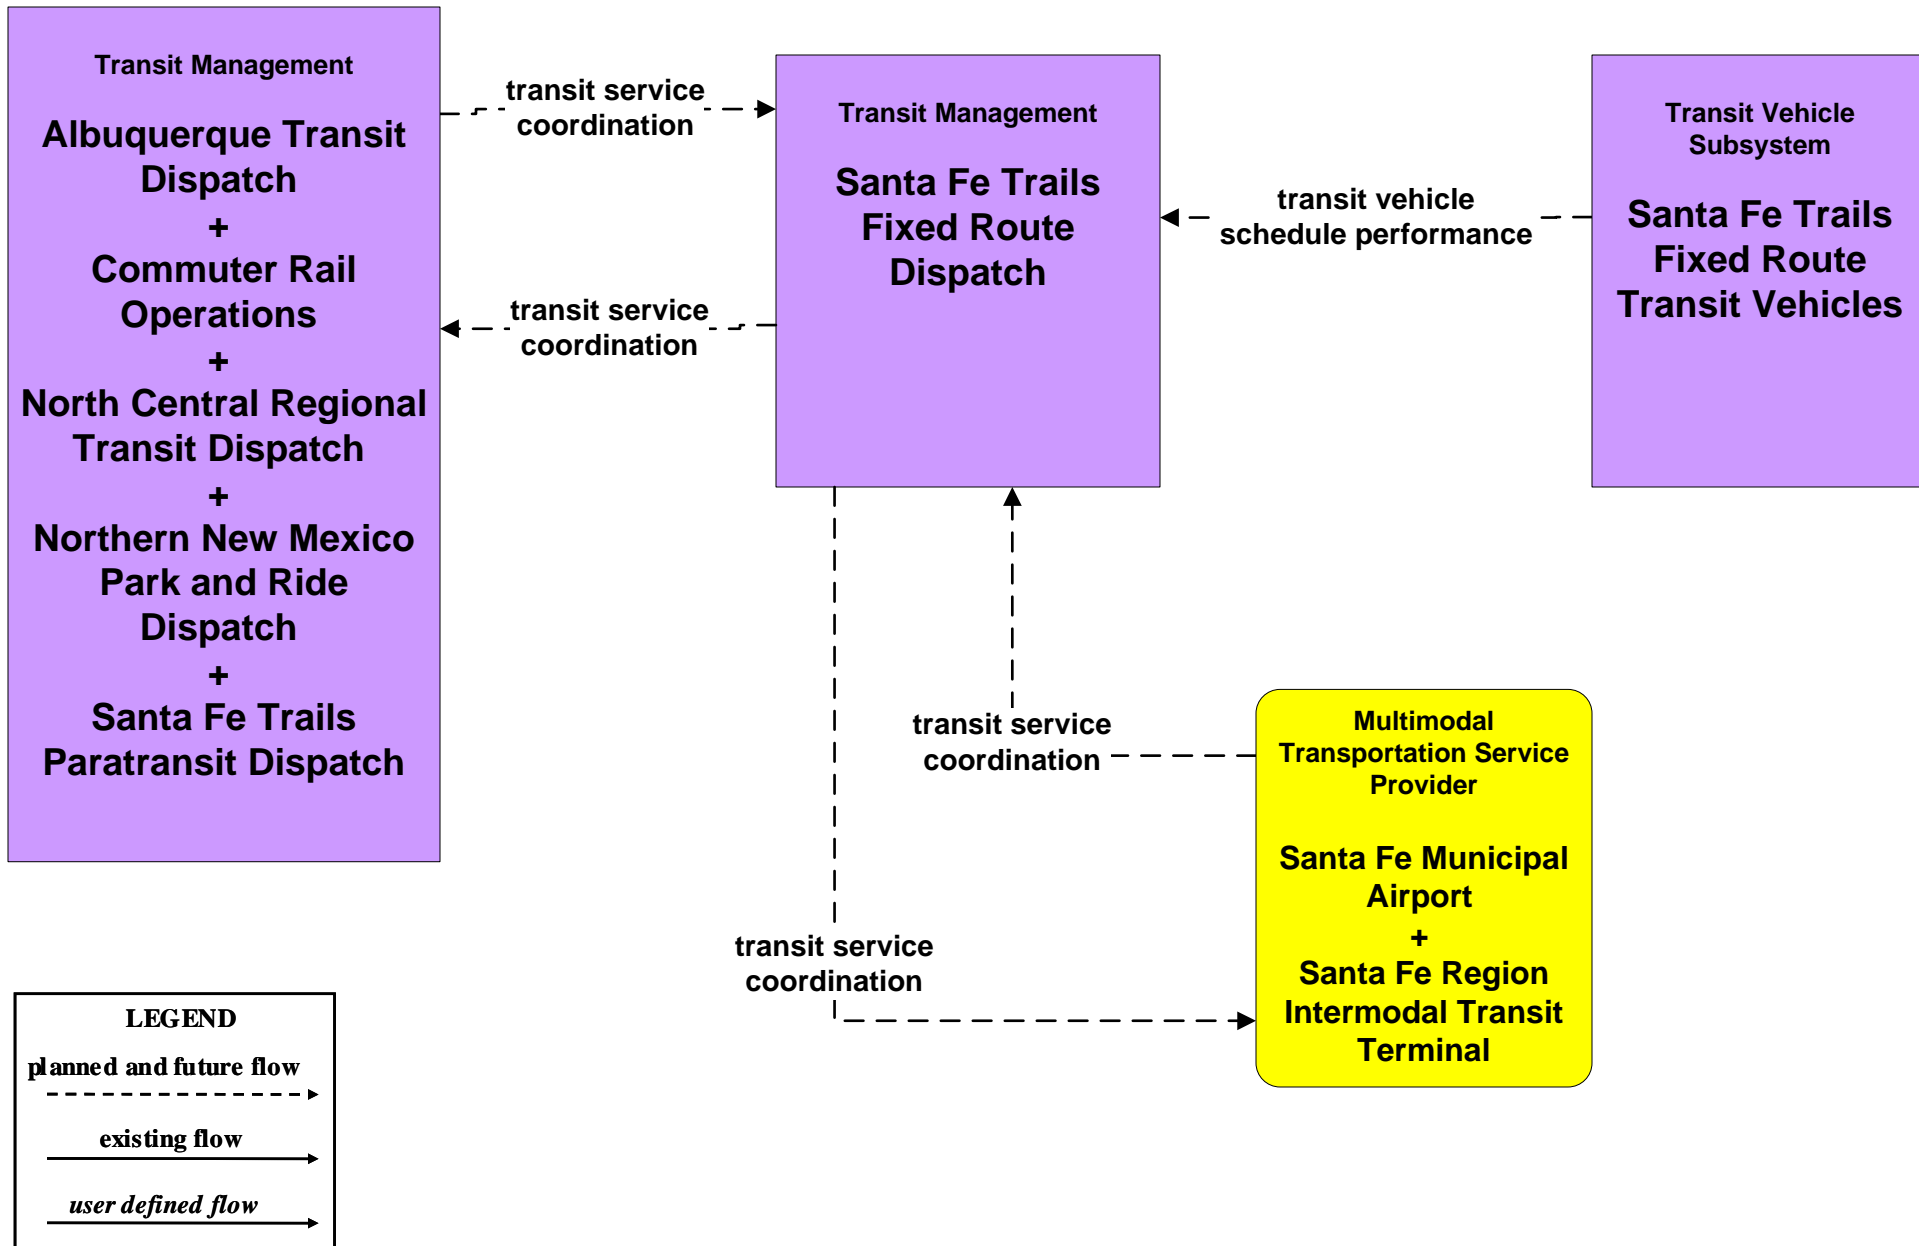 Transit Management
Albuquerque Transit
Dispatch
+
Commuter Rail
Operations
+
North Central Regional
Transit Dispatch
+
Northern New Mexico
Park and Ride
Dispatch
+
Santa Fe Trails
Paratransit Dispatch
transit service
coordination
transit service
coordination
Transit Management
Santa Fe Trails
Fixed Route
Dispatch
transit vehicle
schedule performance
Transit Vehicle
Subsystem
Santa Fe Trails
Fixed Route
Transit Vehicles
transit service
coordination
transit service
coordination
Multimodal
Transportation Service
Provider
Santa Fe Municipal
Airport
+
Santa Fe Region
Intermodal Transit
Terminal
LEGEND
planned and future flow
existing flow
user defined flow